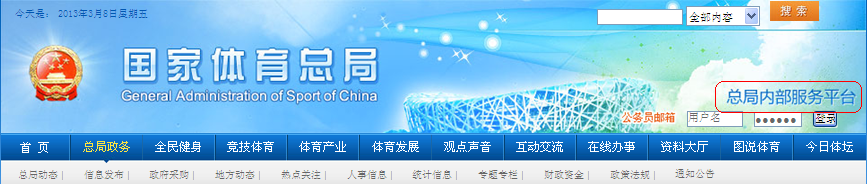 今天是: 2013年3月8日星期五
全部内容
搜 索
国家体育总局
General Administration of Sport of China
总局内部服务平台
公务员邮箱 用户名 ●●●●●● 登录
首 页 总局政务 全民健身 竞技体育 体育产业 体育发展 观点声音 互动交流 在线办事 资料大厅 图说体育 今日体坛
总局动态 | 信息发布 | 政府采购 | 地方动态 | 热点关注 | 人事信息 | 统计信息 | 专题专栏 | 财政资金 | 政策法规 | 通知公告